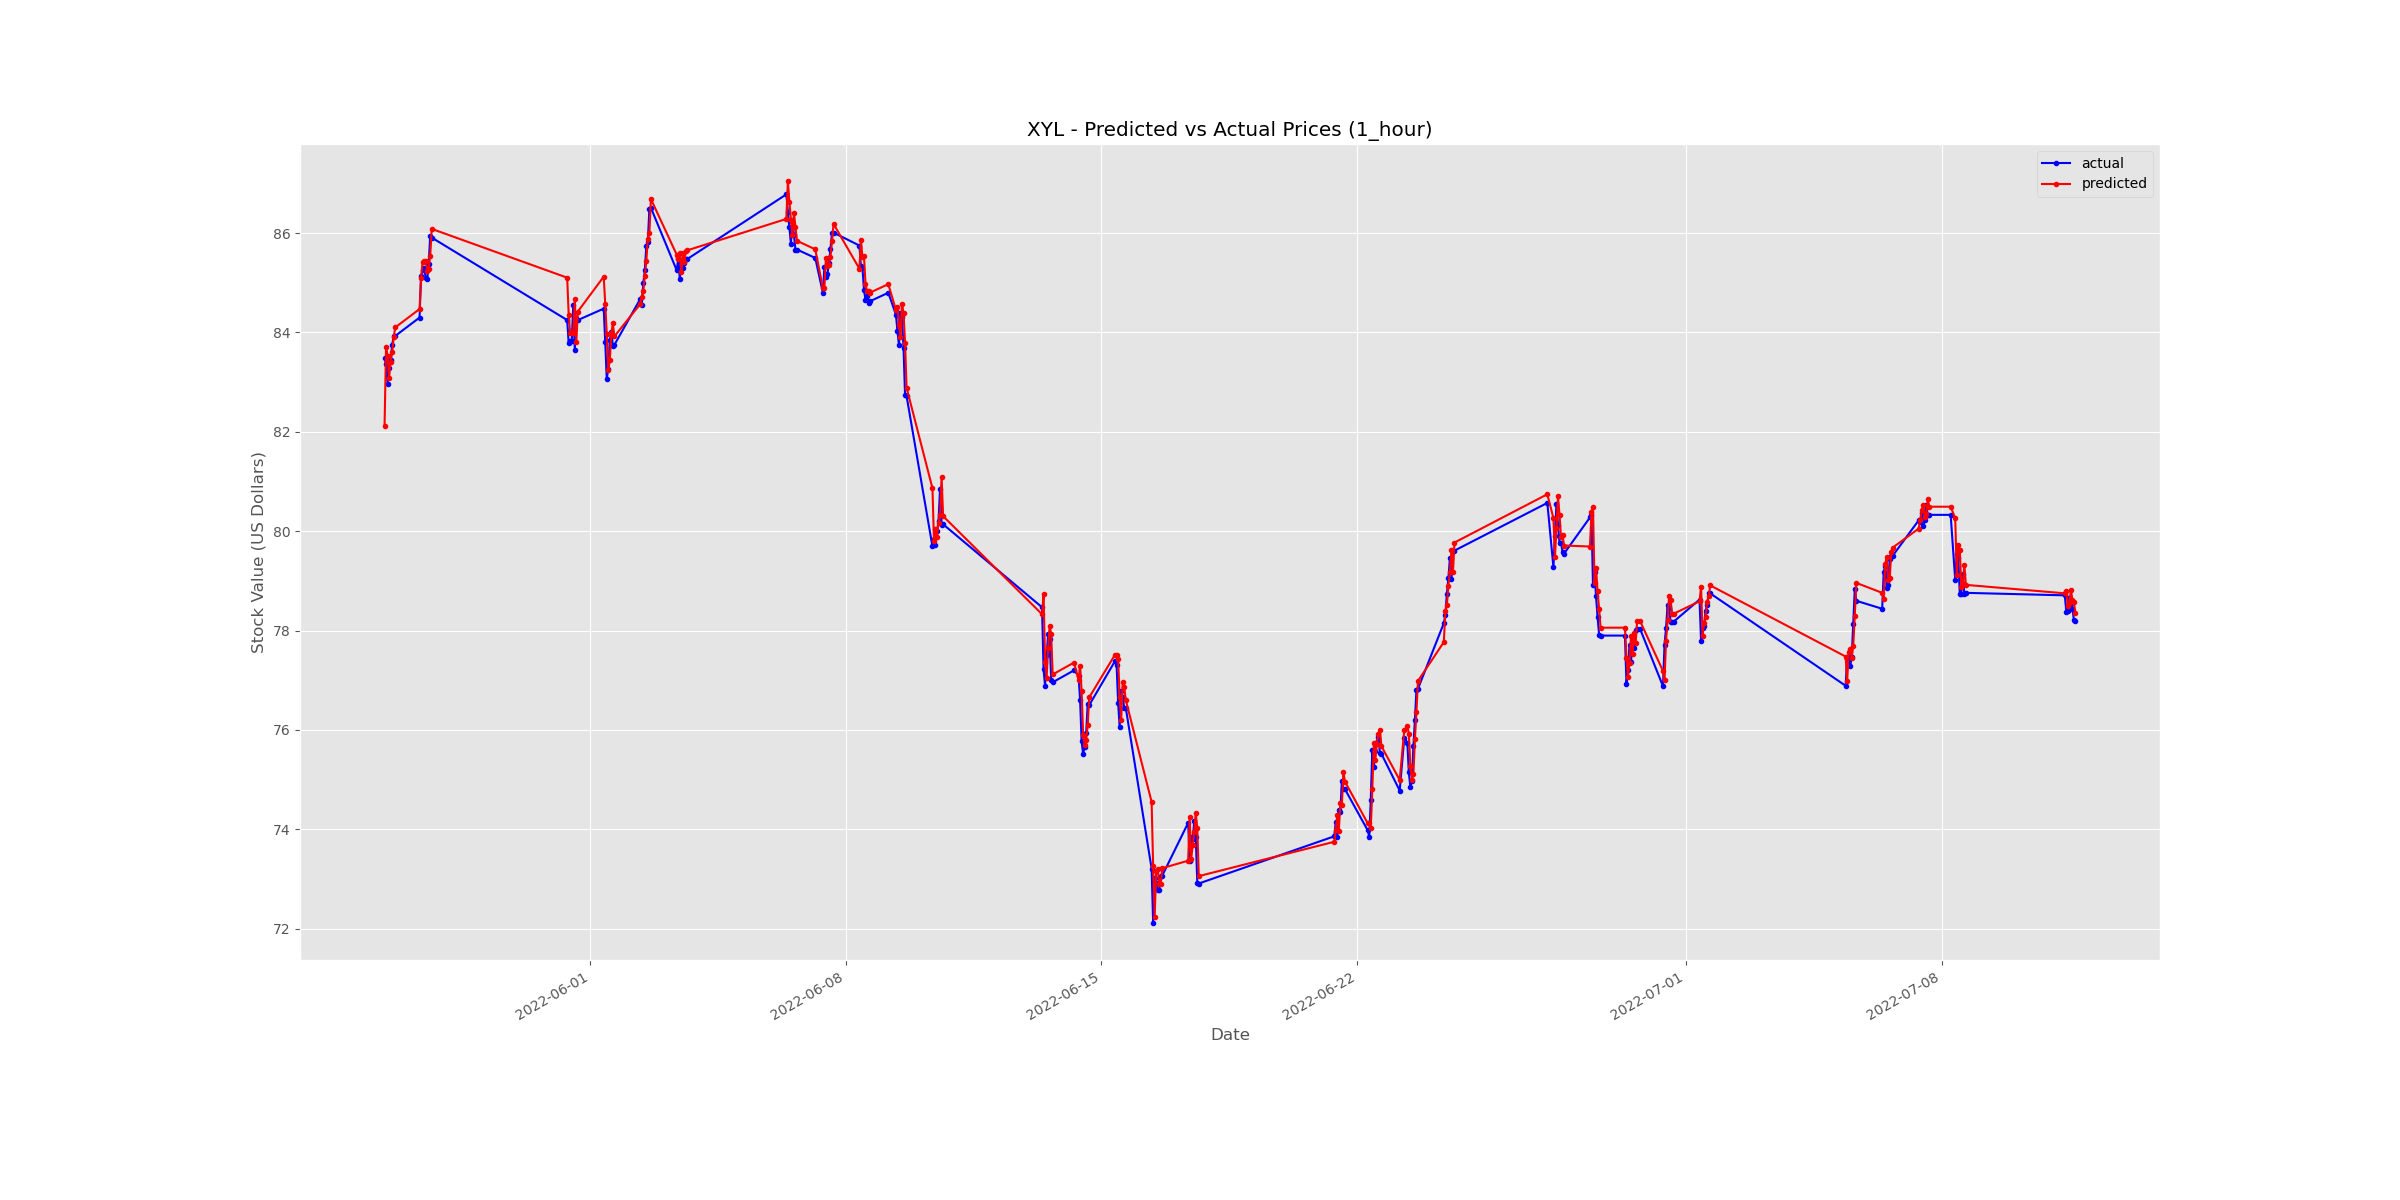 XYL - Predicted vs Actual Prices (1_hour)
actual
predicted
86
84
82
80
78
76
74
72
Stock Value (US Dollars)
2022-06-01
2022-06-08
2022-06-15
2022-06-22
2022-07-01
2022-07-08
Date